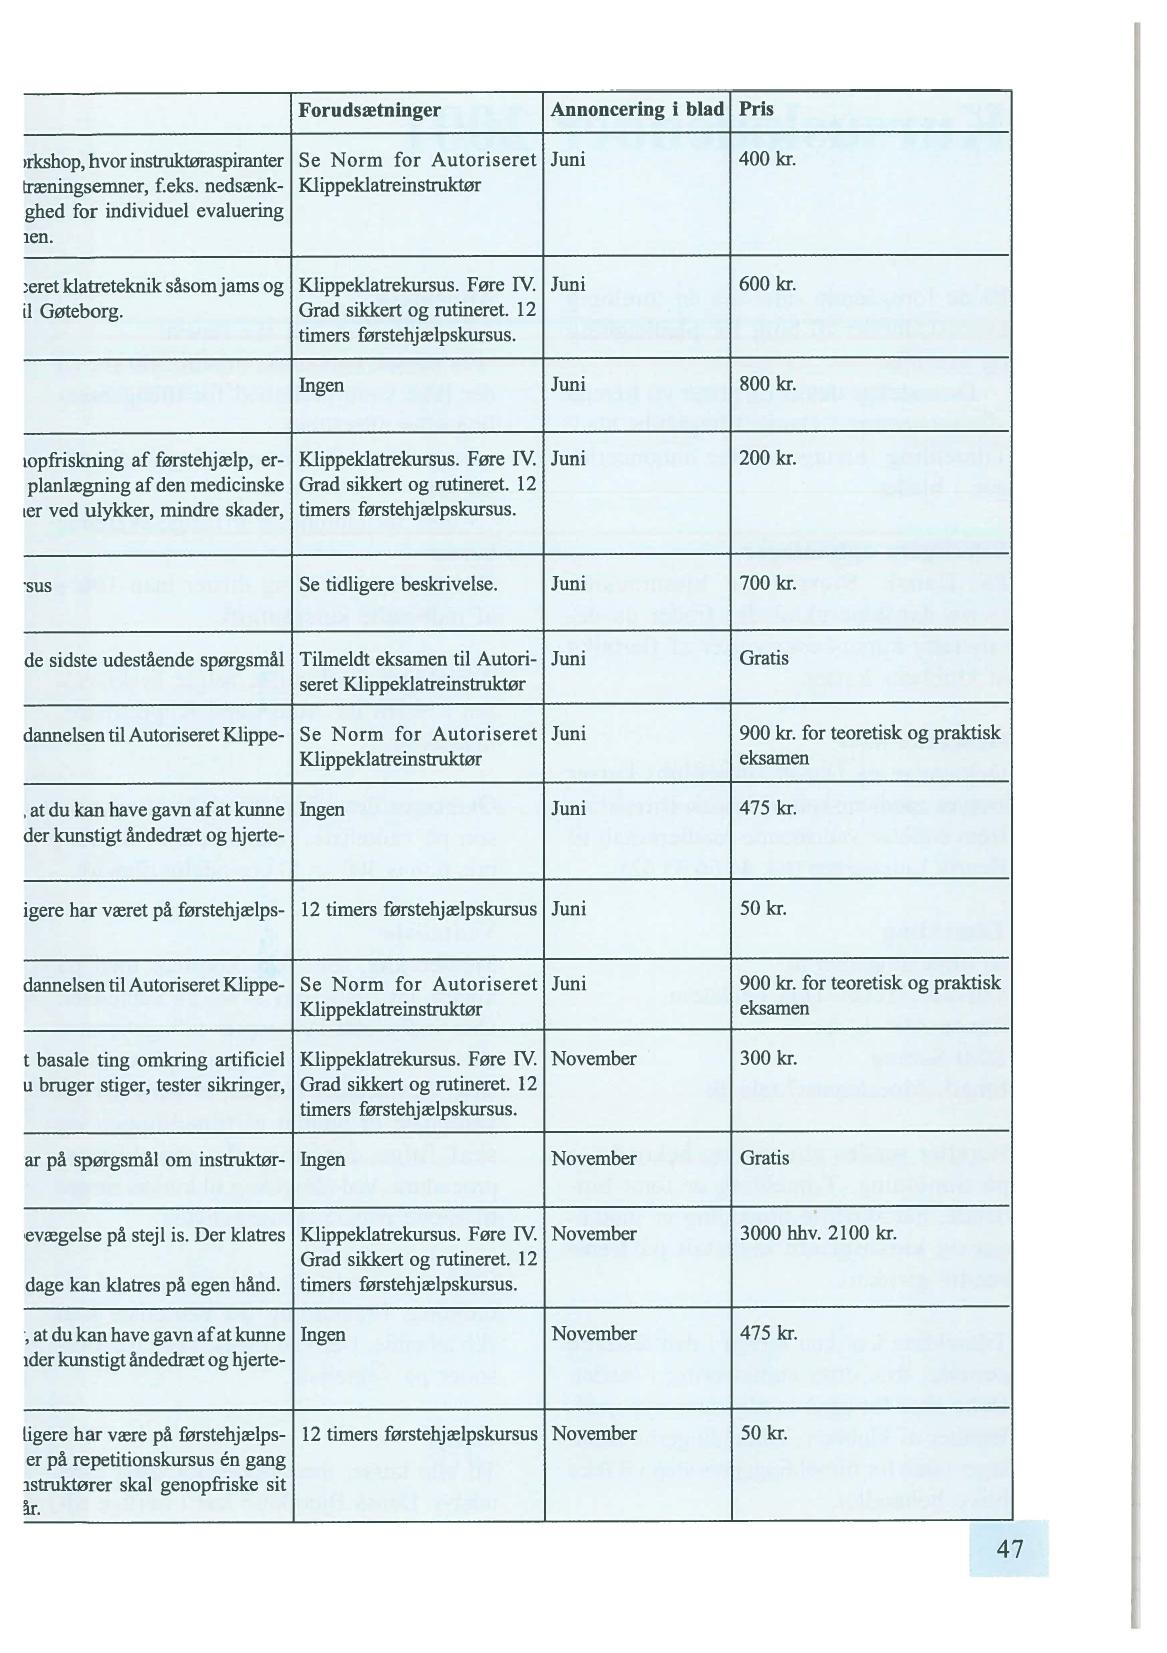 Forudsætninger Annoncering i blad Pris
instruktøraspiranter Se Norm for Autoriseret Juni 400 kr.
f.eks. nedsænk- Klippeklatreinstruktør
for individuel evaluering
ceret klatreteknik såsom jams og Klippeklatrekursus. Føre IV. Juni 600 kr.
Gøteborg. Grad sikkert og rutineret. 12
timers førstehjælpskursus.
Ingen Juni 800 kr.
opfriskning af førstehjælp, er- Klippeklatrekursus. Føre IV. Juni 200 kr.
planlægning af den medicinske Grad sikkert og rutineret. 12
er ved ulykker, mindre skader, timers førstehjælpskursus.
sus Se tidligere beskrivelse. Juni 700 kr.
de sidste udestående spørgsmål Tilmeldt eksamen til Autori- Juni Gratis
seret Klippeklatreinstruktør
dannelsen til Autoriseret Klippe- Se Norm for Autoriseret Juni 900 kr. for teoretisk og praktisk
Klippeklatreinstruktør eksamen
, at du kan have gavn af at kunne Ingen Juni 475 kr.
der kunstigt åndedræt og hjerte-
igere har været på førstehjælps- 12 timers førstehjælpskursus Juni 50 kr.
dannelsen til Autoriseret Klippe- Se Norm for Autoriseret Juni 900 kr. for teoretisk og praktisk
Klippeklatreinstruktør eksamen
t basale ting omkring artificiel Klippeklatrekursus. Føre IV. November 300 kr.
u bruger stiger, tester sikringer, Grad sikkert og rutineret. 12
timers førstehjælpskursus.
ar på spørgsmål om instruktør- Ingen November Gratis
evægelse på stejl is. Der klatres Klippeklatrekursus. Føre IV. November 3000 hhv. 2100 kr.
Grad sikkert og rutineret. 12
dage kan klatres på egen hånd. timers førstehjælpskursus.
, at du kan have gavn af at kunne Ingen November 475 kr.
nder kunstigt åndedræt og hjerte-
ligere har være på førstehjælps- 12 timers førstehjælpskursus November 50 kr.
er på repetitionskursus én gang
nstruktører skal genopfriske sit
år.
47